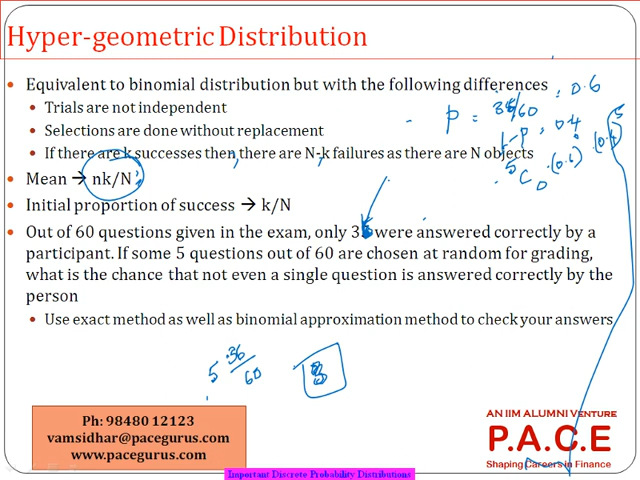 Hyper-geometric Distribution
• Equivalent to binomial distribution but with the following differences
• Trials are not independent
• Selections are done without replacement
• If there are k successes then, there are N-k failures as there are N objects
• Mean → nk/N
• Initial proportion of success → k/N
• Out of 60 questions given in the exam, only 36 were answered correctly by a
participant. If some 5 questions out of 60 are chosen at random for grading,
what is the chance that not even a single question is answered correctly by the
person
• Use exact method as well as binomial approximation method to check your answers
P = 36/60 = 0.6
1-P = 0.4
5C0 (0.6)0 (0.4)5
5 36/60
Ph: 98480 12123
vamsidhar@pacegurus.com
www.pacegurus.com
AN IIM ALUMNI VENTURE
P.A.C.E
Shaping Careers in Finance
Important Discrete Probability Distributions